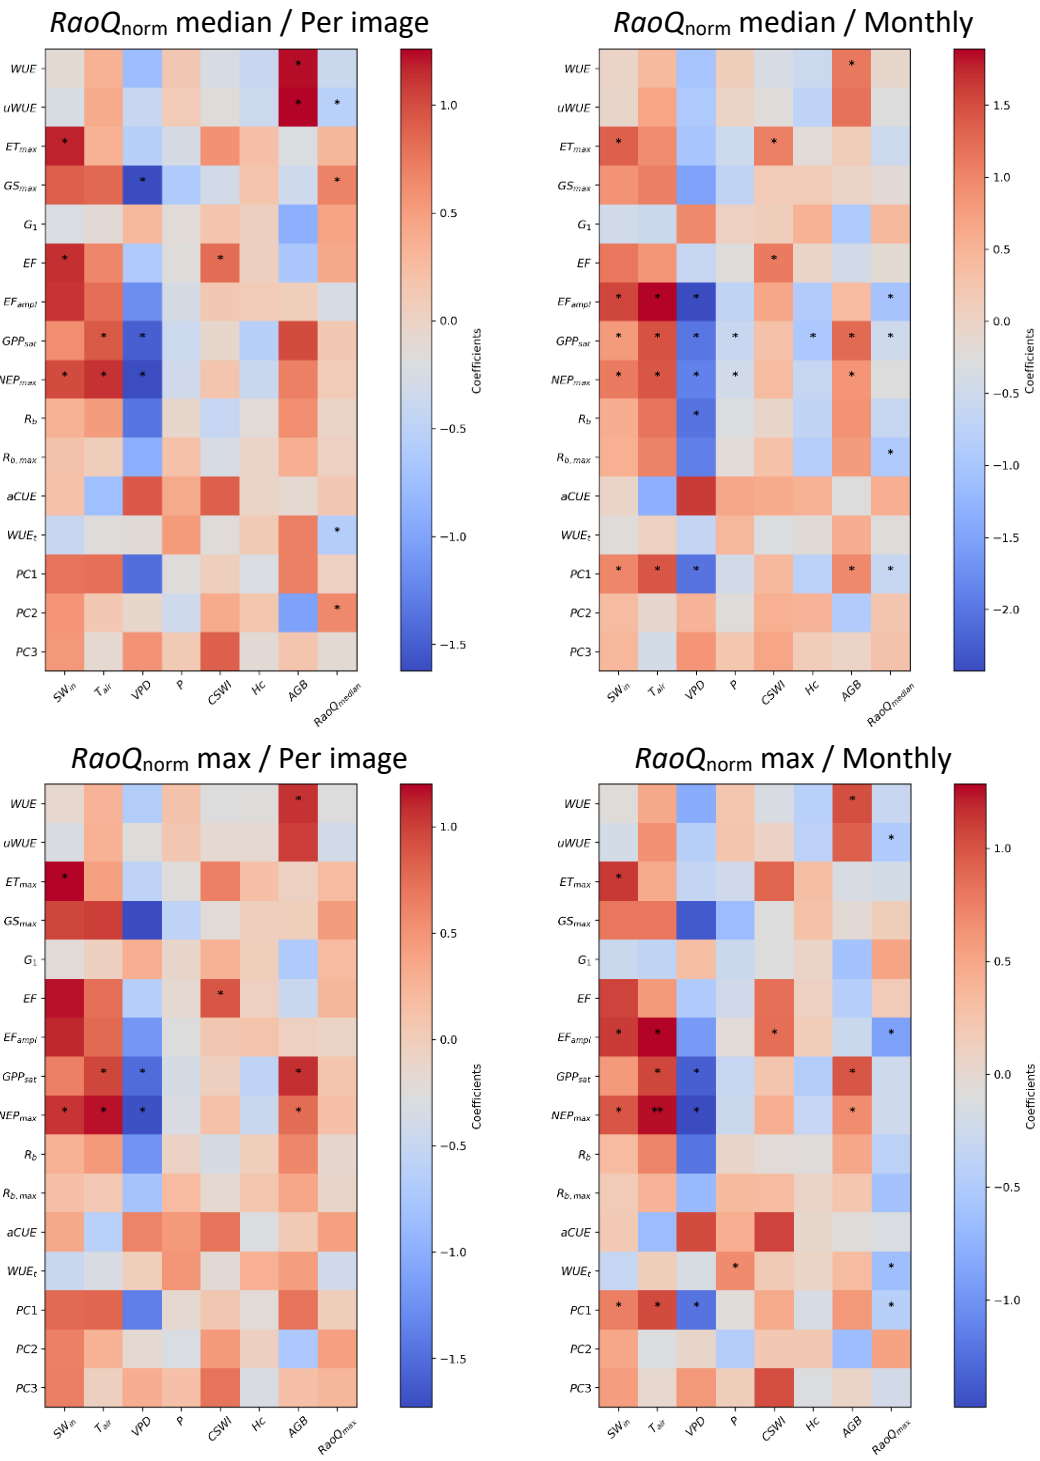 RaoQnorm median / Per image
WUE
uWUE
ETmax
GSmax
G1
EF
EFampl
GPPsat
NEPmax
Rb
Rb,max
aCUE
WUEt
PC1
PC2
PC3
SWin
Tair
VPD
P
CSWI
Hc
AGB
RaoQmedian
1.0
0.5
0.0
−0.5
−1.0
−1.5
Coefficients
RaoQnorm median / Monthly
WUE
uWUE
ETmax
GSmax
G1
EF
EFampl
GPPsat
NEPmax
Rb
Rb,max
aCUE
WUEt
PC1
PC2
PC3
SWin
Tair
VPD
P
CSWI
Hc
AGB
RaoQmedian
1.5
1.0
0.5
0.0
−0.5
−1.0
−1.5
−2.0
Coefficients
RaoQnorm max / Per image
WUE
uWUE
ETmax
GSmax
G1
EF
EFampl
GPPsat
NEPmax
Rb
Rb,max
aCUE
WUEt
PC1
PC2
PC3
SWin
Tair
VPD
P
CSWI
Hc
AGB
RaoQmax
1.0
0.5
0.0
−0.5
−1.0
−1.5
Coefficients
RaoQnorm max / Monthly
WUE
uWUE
ETmax
GSmax
G1
EF
EFampl
GPPsat
NEPmax
Rb
Rb,max
aCUE
WUEt
PC1
PC2
PC3
SWin
Tair
VPD
P
CSWI
Hc
AGB
RaoQmax
1.0
0.5
0.0
−0.5
−1.0
Coefficients